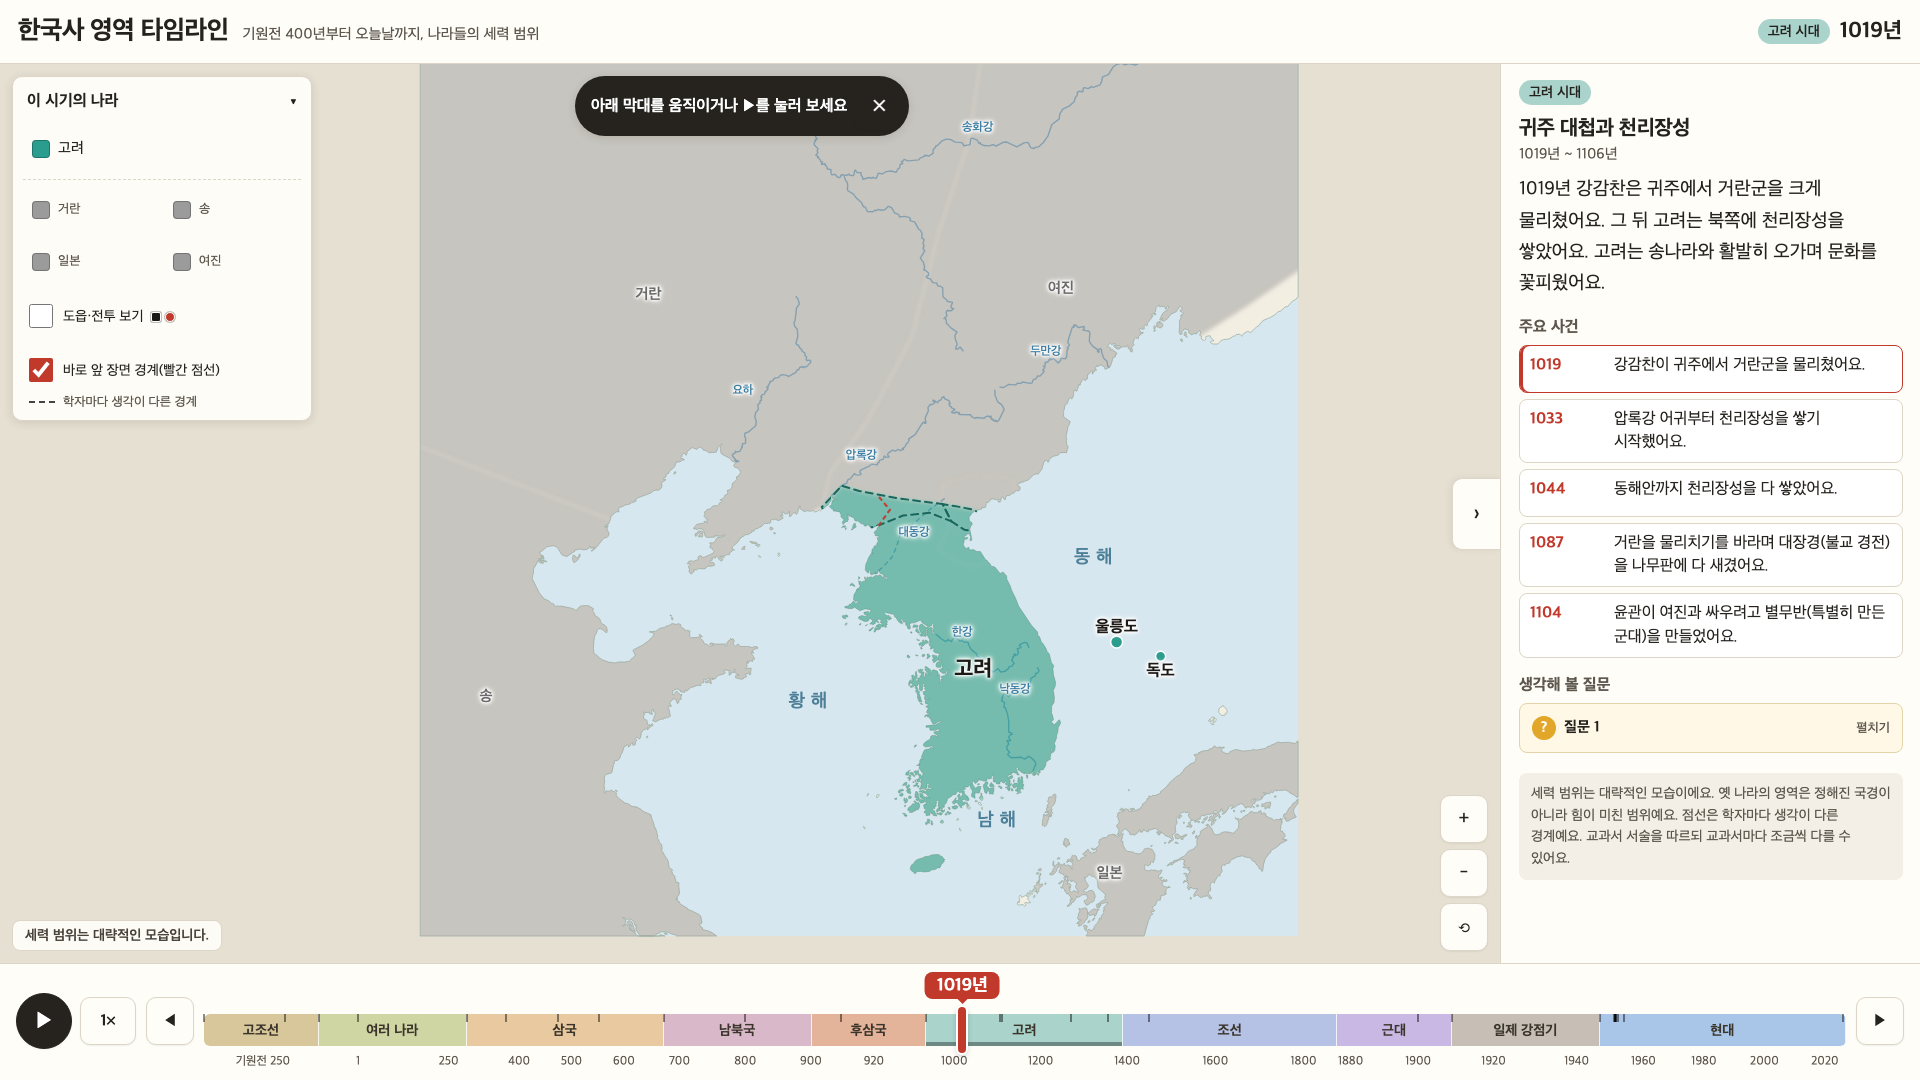 한국사 영역 타임라인
기원전 400년부터 오늘날까지, 나라들의 세력 범위
고려 시대
1019년
이 시기의 나라
고려
거란
송
일본
여진
도읍·전투 보기
바로 앞 장면 경계(빨간 점선)
학자마다 생각이 다른 경계
아래 막대를 움직이거나 ▶를 눌러 보세요
송화강
거란
여진
두만강
요하
압록강
대동강
동해
울릉도
한강
고려
독도
낙동강
송
황해
남해
일본
세력 범위는 대략적인 모습입니다.
고려 시대
귀주 대첩과 천리장성
1019년 ~ 1106년
1019년 강감찬은 귀주에서 거란군을 크게
물리쳤어요. 그 뒤 고려는 북쪽에 천리장성을
쌓았어요. 고려는 송나라와 활발히 오가며 문화를
꽃피웠어요.
주요 사건
1019 강감찬이 귀주에서 거란군을 물리쳤어요.
1033 압록강 어귀부터 천리장성을 쌓기
시작했어요.
1044 동해안까지 천리장성을 다 쌓았어요.
1087 거란을 물리치기를 바라며 대장경(불교 경전)
을 나무판에 다 새겼어요.
1104 윤관이 여진과 싸우려고 별무반(특별히 만든
군대)을 만들었어요.
생각해 볼 질문
? 질문 1 펼치기
세력 범위는 대략적인 모습이에요. 옛 나라의 영역은 정해진 국경이
아니라 힘이 미친 범위예요. 점선은 학자마다 생각이 다른
경계예요. 교과서 서술을 따르되 교과서마다 조금씩 다를 수
있어요.
1019년
1×
고조선 여러 나라 삼국 남북국 후삼국 고려 조선 근대 일제 강점기 현대
기원전 250 1 250 400 500 600 700 800 900 920 1000 1200 1400 1600 1800 1880 1900 1920 1940 1960 1980 2000 2020